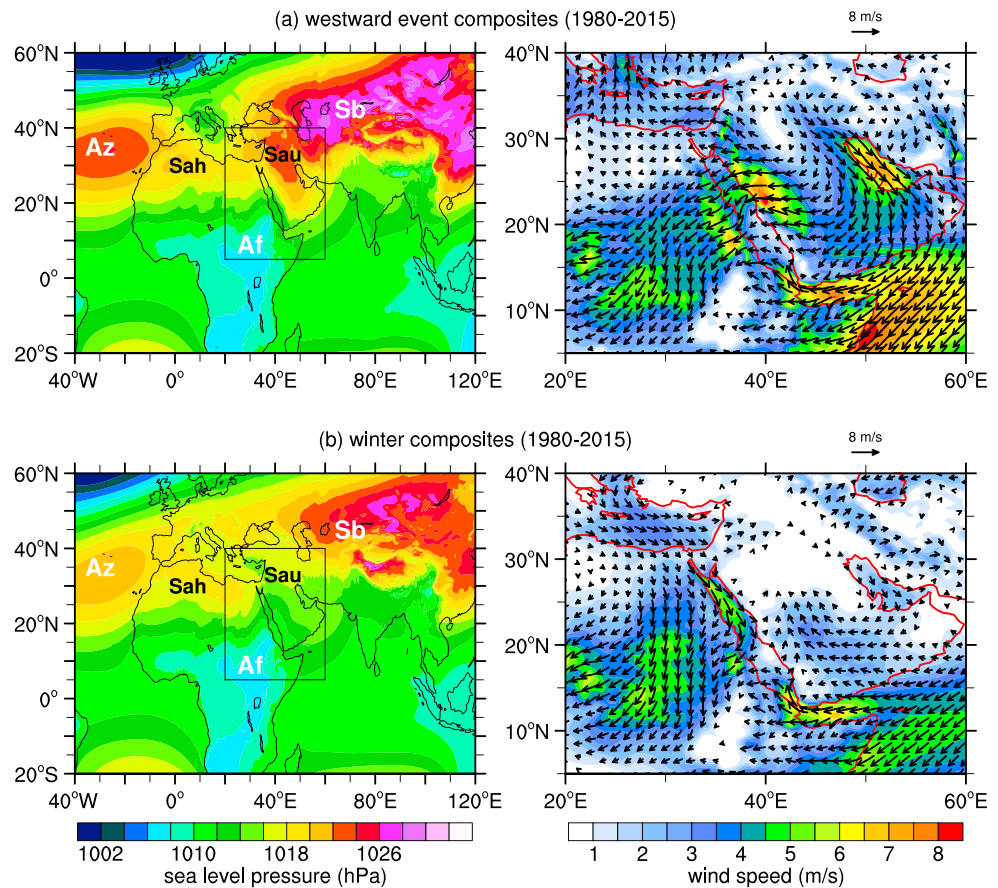 (a) westward event composites (1980-2015)
8 m/s
60°N
40°N
20°N
0°
20°S
40°W
0°
40°E
80°E
120°E
Az
Sah
Sau
Sb
Af
40°N
30°N
20°N
10°N
20°E
40°E
60°E
(b) winter composites (1980-2015)
8 m/s
60°N
40°N
20°N
0°
20°S
40°W
0°
40°E
80°E
120°E
Az
Sah
Sau
Sb
Af
40°N
30°N
20°N
10°N
20°E
40°E
60°E
1002 1010 1018 1026
sea level pressure (hPa)
1 2 3 4 5 6 7 8
wind speed (m/s)